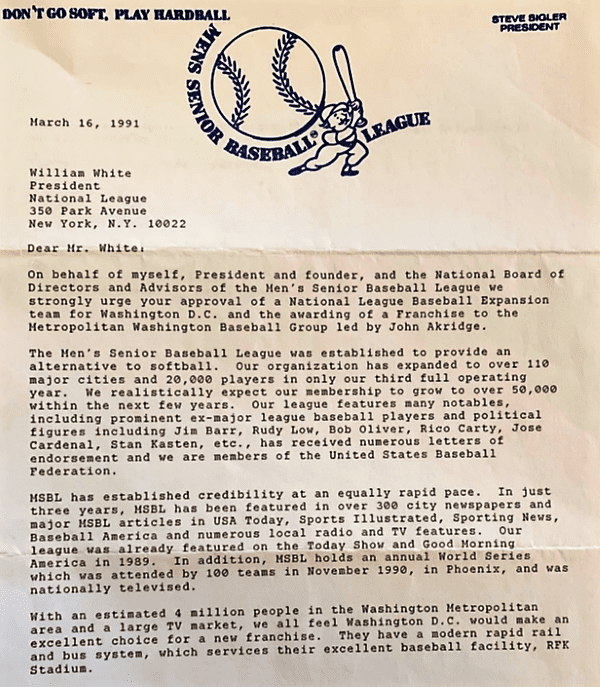 DON'T GO SOFT, PLAY HARDBALL
STEVE SIGLER
PRESIDENT
MENS SENIOR BASEBALL® LEAGUE
March 16, 1991
William White
President
National League
350 Park Avenue
New York, N.Y. 10022
Dear Mr. White:
On behalf of myself, President and founder, and the National Board of
Directors and Advisors of the Men's Senior Baseball League we
strongly urge your approval of a National League Baseball Expansion
team for Washington D.C. and the awarding of a Franchise to the
Metropolitan Washington Baseball Group led by John Akridge.
The Men's Senior Baseball League was established to provide an
alternative to softball. Our organization has expanded to over 110
major cities and 20,000 players in only our third full operating
year. We realistically expect our membership to grow to over 50,000
within the next few years. Our league features many notables,
including prominent ex-major league baseball players and political
figures including Jim Barr, Rudy Low, Bob Oliver, Rico Carty, Jose
Cardenal, Stan Kasten, etc., has received numerous letters of
endorsement and we are members of the United States Baseball
Federation.
MSBL has established credibility at an equally rapid pace. In just
three years, MSBL has been featured in over 300 city newspapers and
major MSBL articles in USA Today, Sports Illustrated, Sporting News,
Baseball America and numerous local radio and TV features. Our
league was already featured on the Today Show and Good Morning
America in 1989. In addition, MSBL holds an annual World Series
which was attended by 100 teams in November 1990, in Phoenix, and was
nationally televised.
With an estimated 4 million people in the Washington Metropolitan
area and a large TV market, we all feel Washington D.C. would make an
excellent choice for a new franchise. They have a modern rapid rail
and bus system, which services their excellent baseball facility, RFK
Stadium.